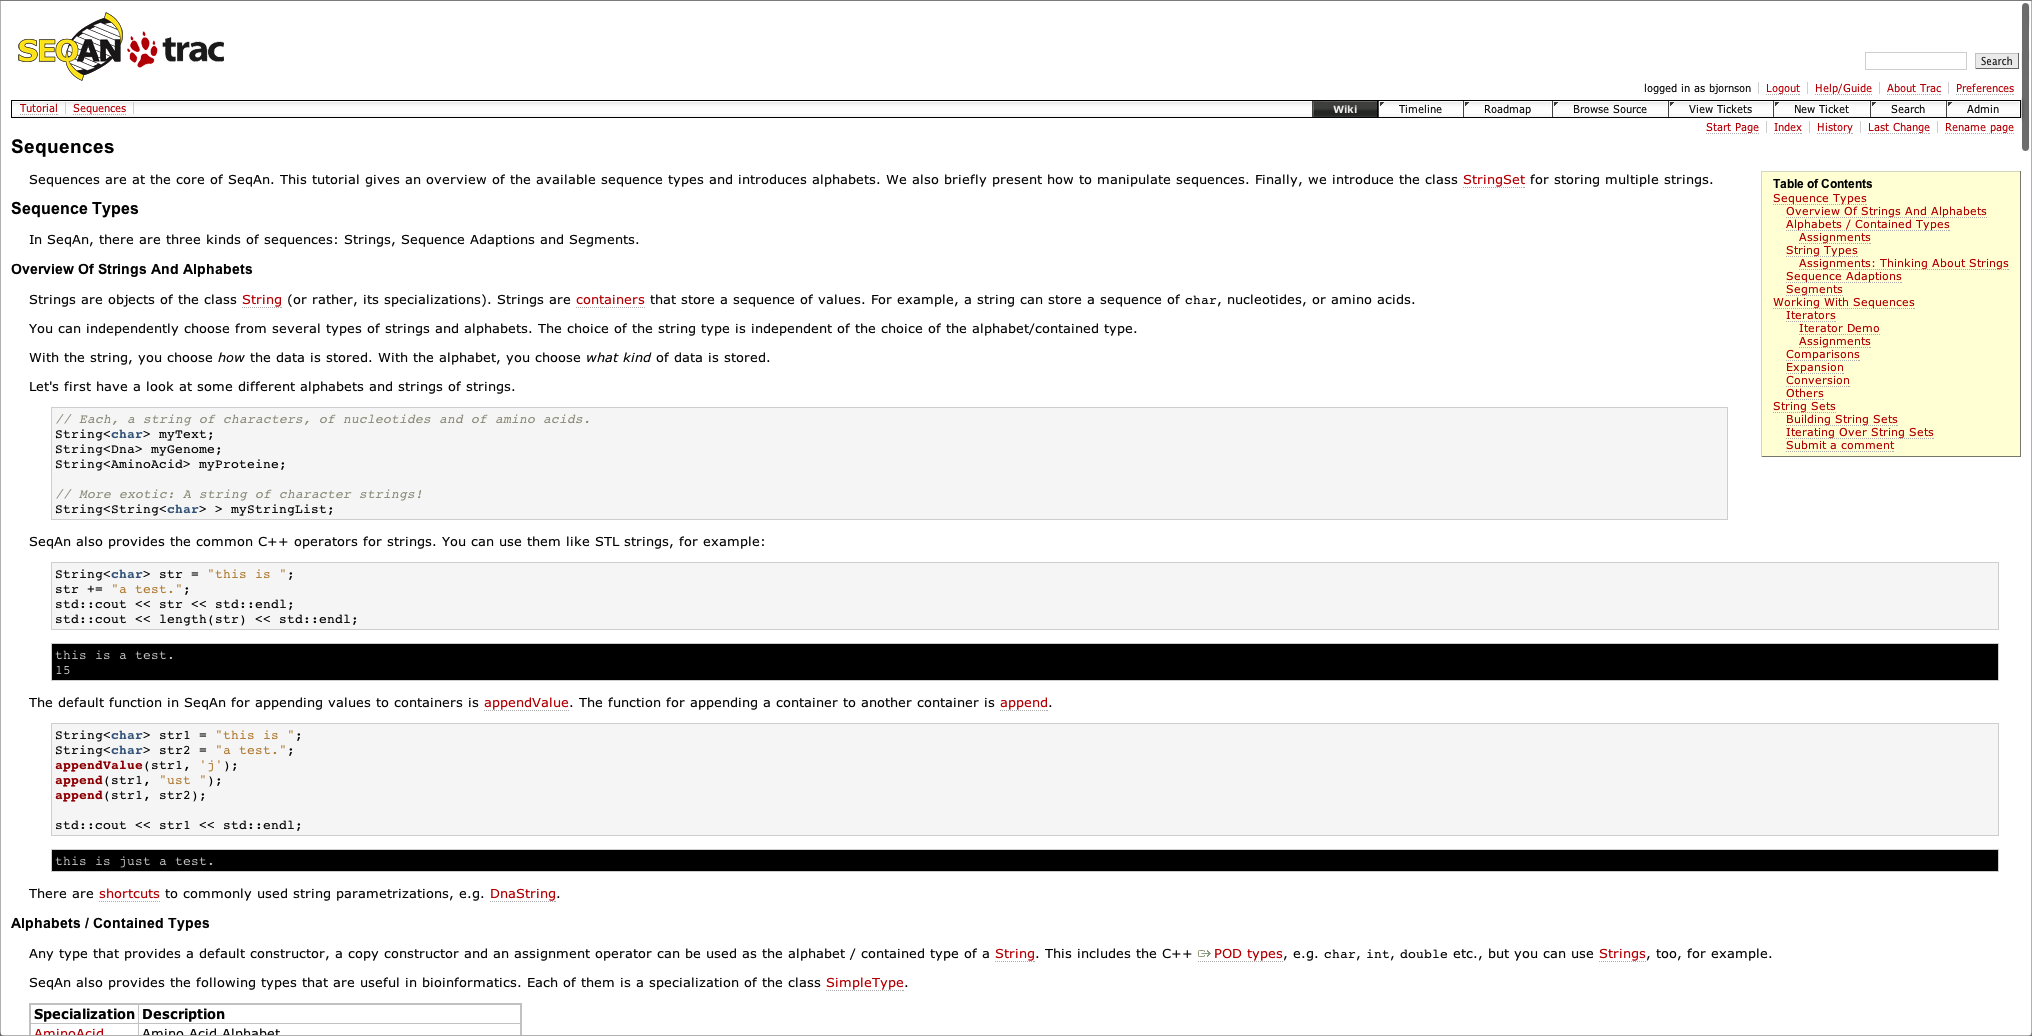 SEQAN trac
Search
logged in as bjornson Logout Help/Guide About Trac Preferences
Tutorial Sequences Wiki Timeline Roadmap Browse Source View Tickets New Ticket Search Admin
Start Page Index History Last Change Rename page
Sequences
Sequences are at the core of SeqAn. This tutorial gives an overview of the available sequence types and introduces alphabets. We also briefly present how to manipulate sequences. Finally, we introduce the class StringSet for storing multiple strings.
Table of Contents
Sequence Types
Overview Of Strings And Alphabets
Alphabets / Contained Types
Assignments
String Types
Assignments: Thinking About Strings
Sequence Adaptions
Segments
Working With Sequences
Iterators
Iterator Demo
Assignments
Comparisons
Expansion
Conversion
Others
String Sets
Building String Sets
Iterating Over String Sets
Submit a comment
Sequence Types
In SeqAn, there are three kinds of sequences: Strings, Sequence Adaptions and Segments.
Overview Of Strings And Alphabets
Strings are objects of the class String (or rather, its specializations). Strings are containers that store a sequence of values. For example, a string can store a sequence of char, nucleotides, or amino acids.
You can independently choose from several types of strings and alphabets. The choice of the string type is independent of the choice of the alphabet/contained type.
With the string, you choose how the data is stored. With the alphabet, you choose what kind of data is stored.
Let's first have a look at some different alphabets and strings of strings.
// Each, a string of characters, of nucleotides and of amino acids.
String<char> myText;
String<Dna> myGenome;
String<AminoAcid> myProteine;
// More exotic: A string of character strings!
String<String<char> > myStringList;
SeqAn also provides the common C++ operators for strings. You can use them like STL strings, for example:
String<char> str = "this is ";
str += "a test.";
std::cout << str << std::endl;
std::cout << length(str) << std::endl;
this is a test.
15
The default function in SeqAn for appending values to containers is appendValue. The function for appending a container to another container is append.
String<char> str1 = "this is ";
String<char> str2 = "a test.";
appendValue(str1, 'j');
append(str1, "ust ");
append(str1, str2);
std::cout << str1 << std::endl;
this is just a test.
There are shortcuts to commonly used string parametrizations, e.g. DnaString.
Alphabets / Contained Types
Any type that provides a default constructor, a copy constructor and an assignment operator can be used as the alphabet / contained type of a String. This includes the C++ POD types, e.g. char, int, double etc., but you can use Strings, too, for example.
SeqAn also provides the following types that are useful in bioinformatics. Each of them is a specialization of the class SimpleType.
Specialization Description
AminoAcid Amino Acid Alphabet